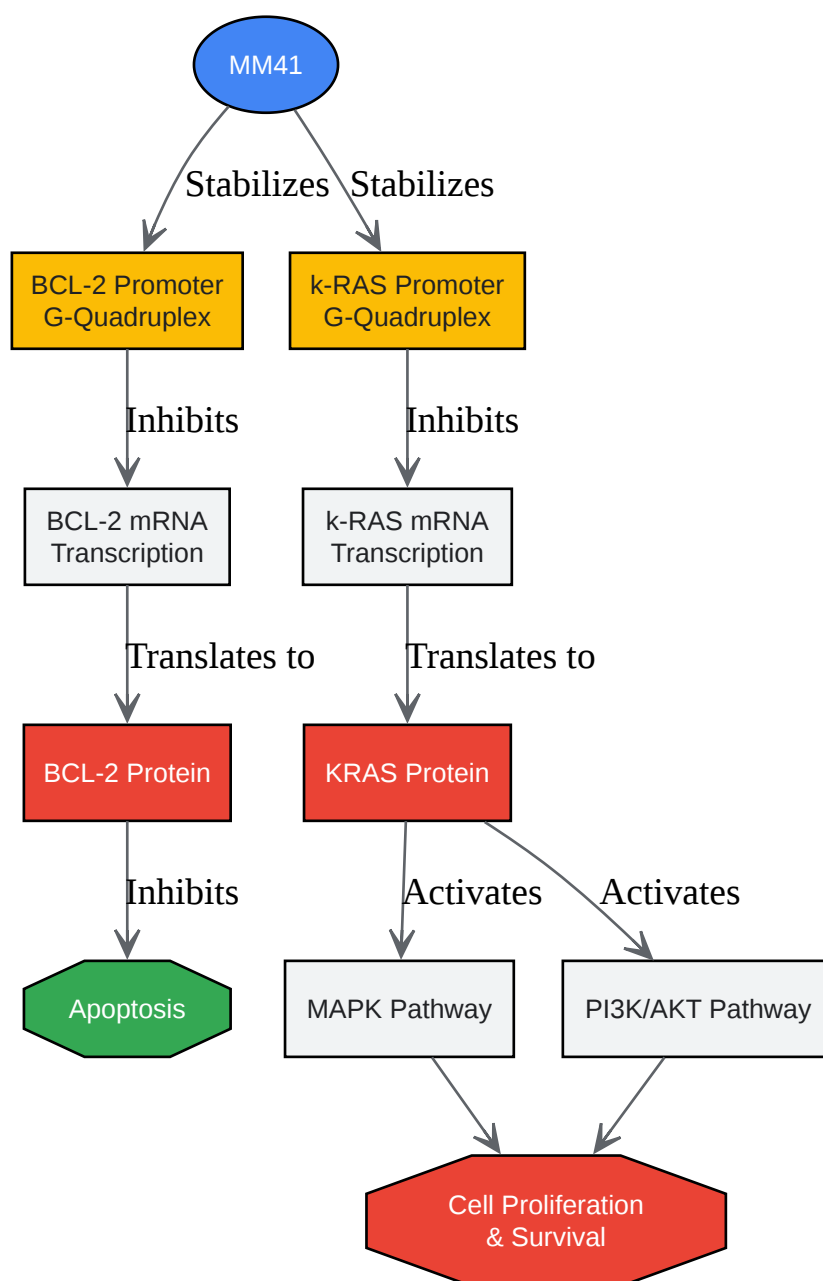 MM41
Stabilizes Stabilizes
BCL-2 Promoter
G-Quadruplex
k-RAS Promoter
G-Quadruplex
Inhibits Inhibits
BCL-2 mRNA
Transcription
k-RAS mRNA
Transcription
Translates to Translates to
BCL-2 Protein
KRAS Protein
Inhibits Activates Activates
Apoptosis
MAPK Pathway
PI3K/AKT Pathway
Cell Proliferation
& Survival